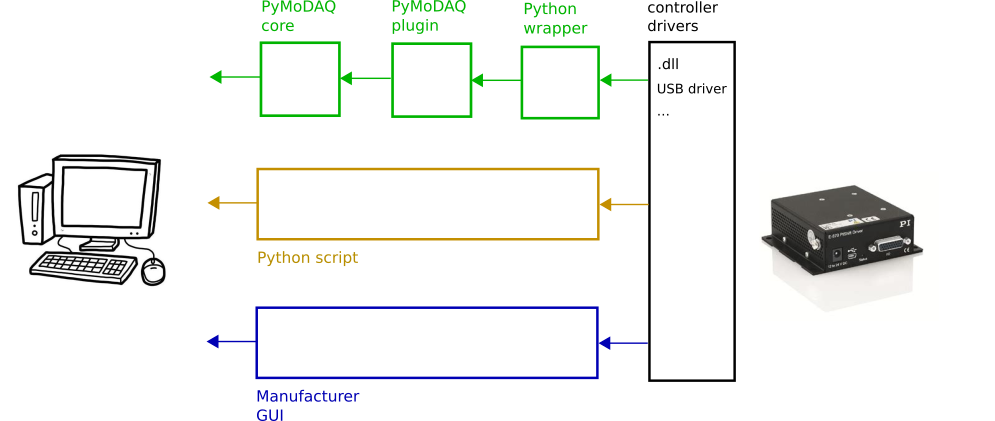 PyMoDAQ
core
PyMoDAQ
plugin
Python
wrapper
controller
drivers
.dll
USB driver
...
Python script
Manufacturer
GUI
PI